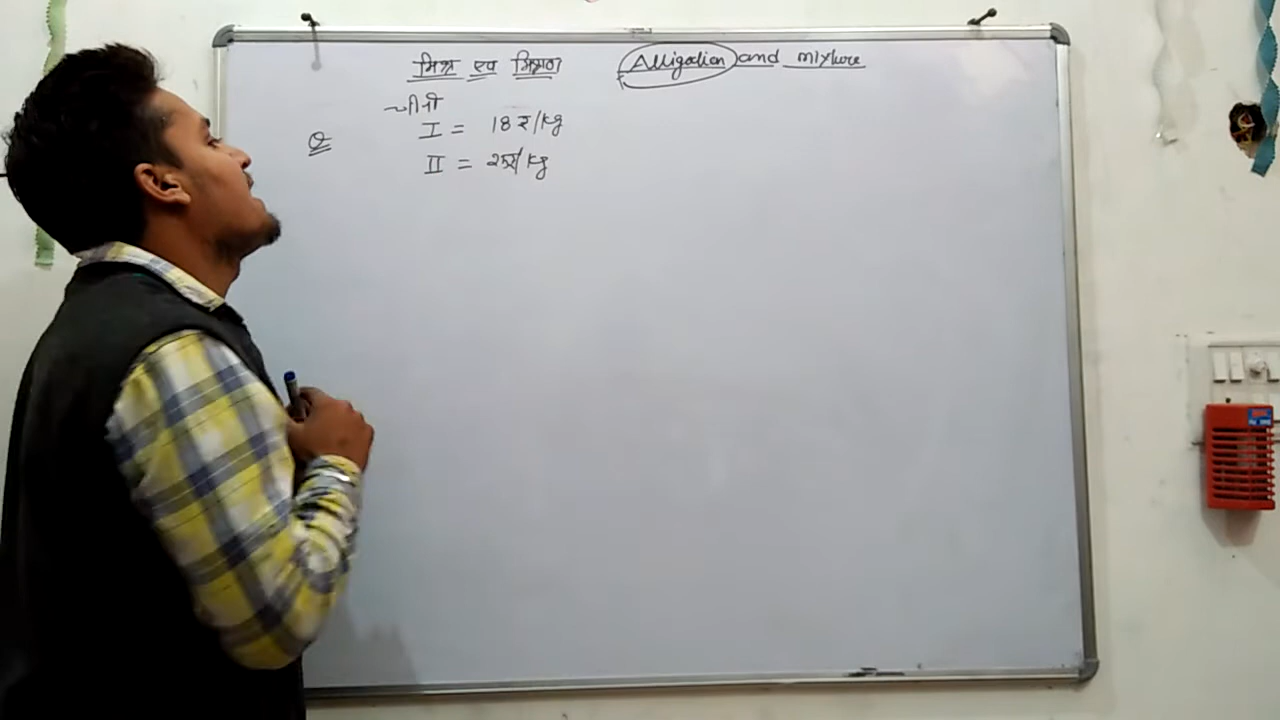 मिश्र एवं मिश्रण Alligation and mixture
चीनी
Q I = 18₹/kg
II = 25₹/kg